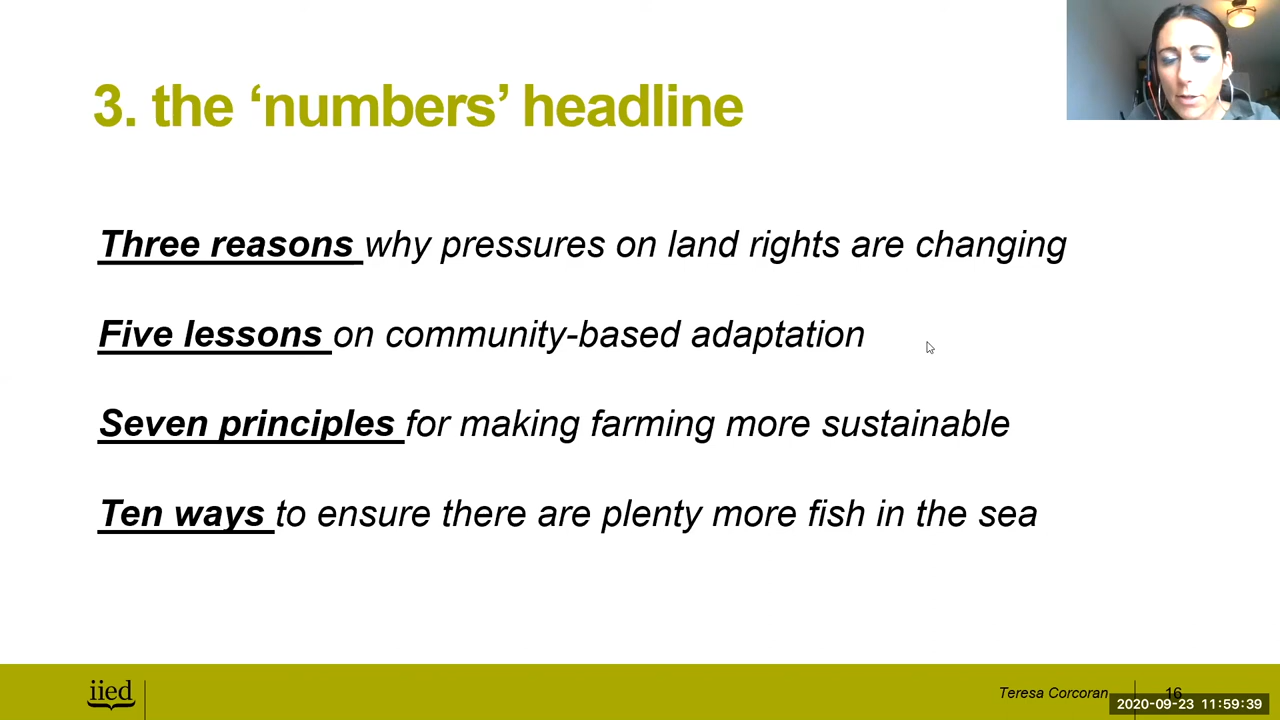 3. the ‘numbers’ headline
Three reasons why pressures on land rights are changing
Five lessons on community-based adaptation
Seven principles for making farming more sustainable
Ten ways to ensure there are plenty more fish in the sea
iied
Teresa Corcoran
16
2020-09-23 11:59:39